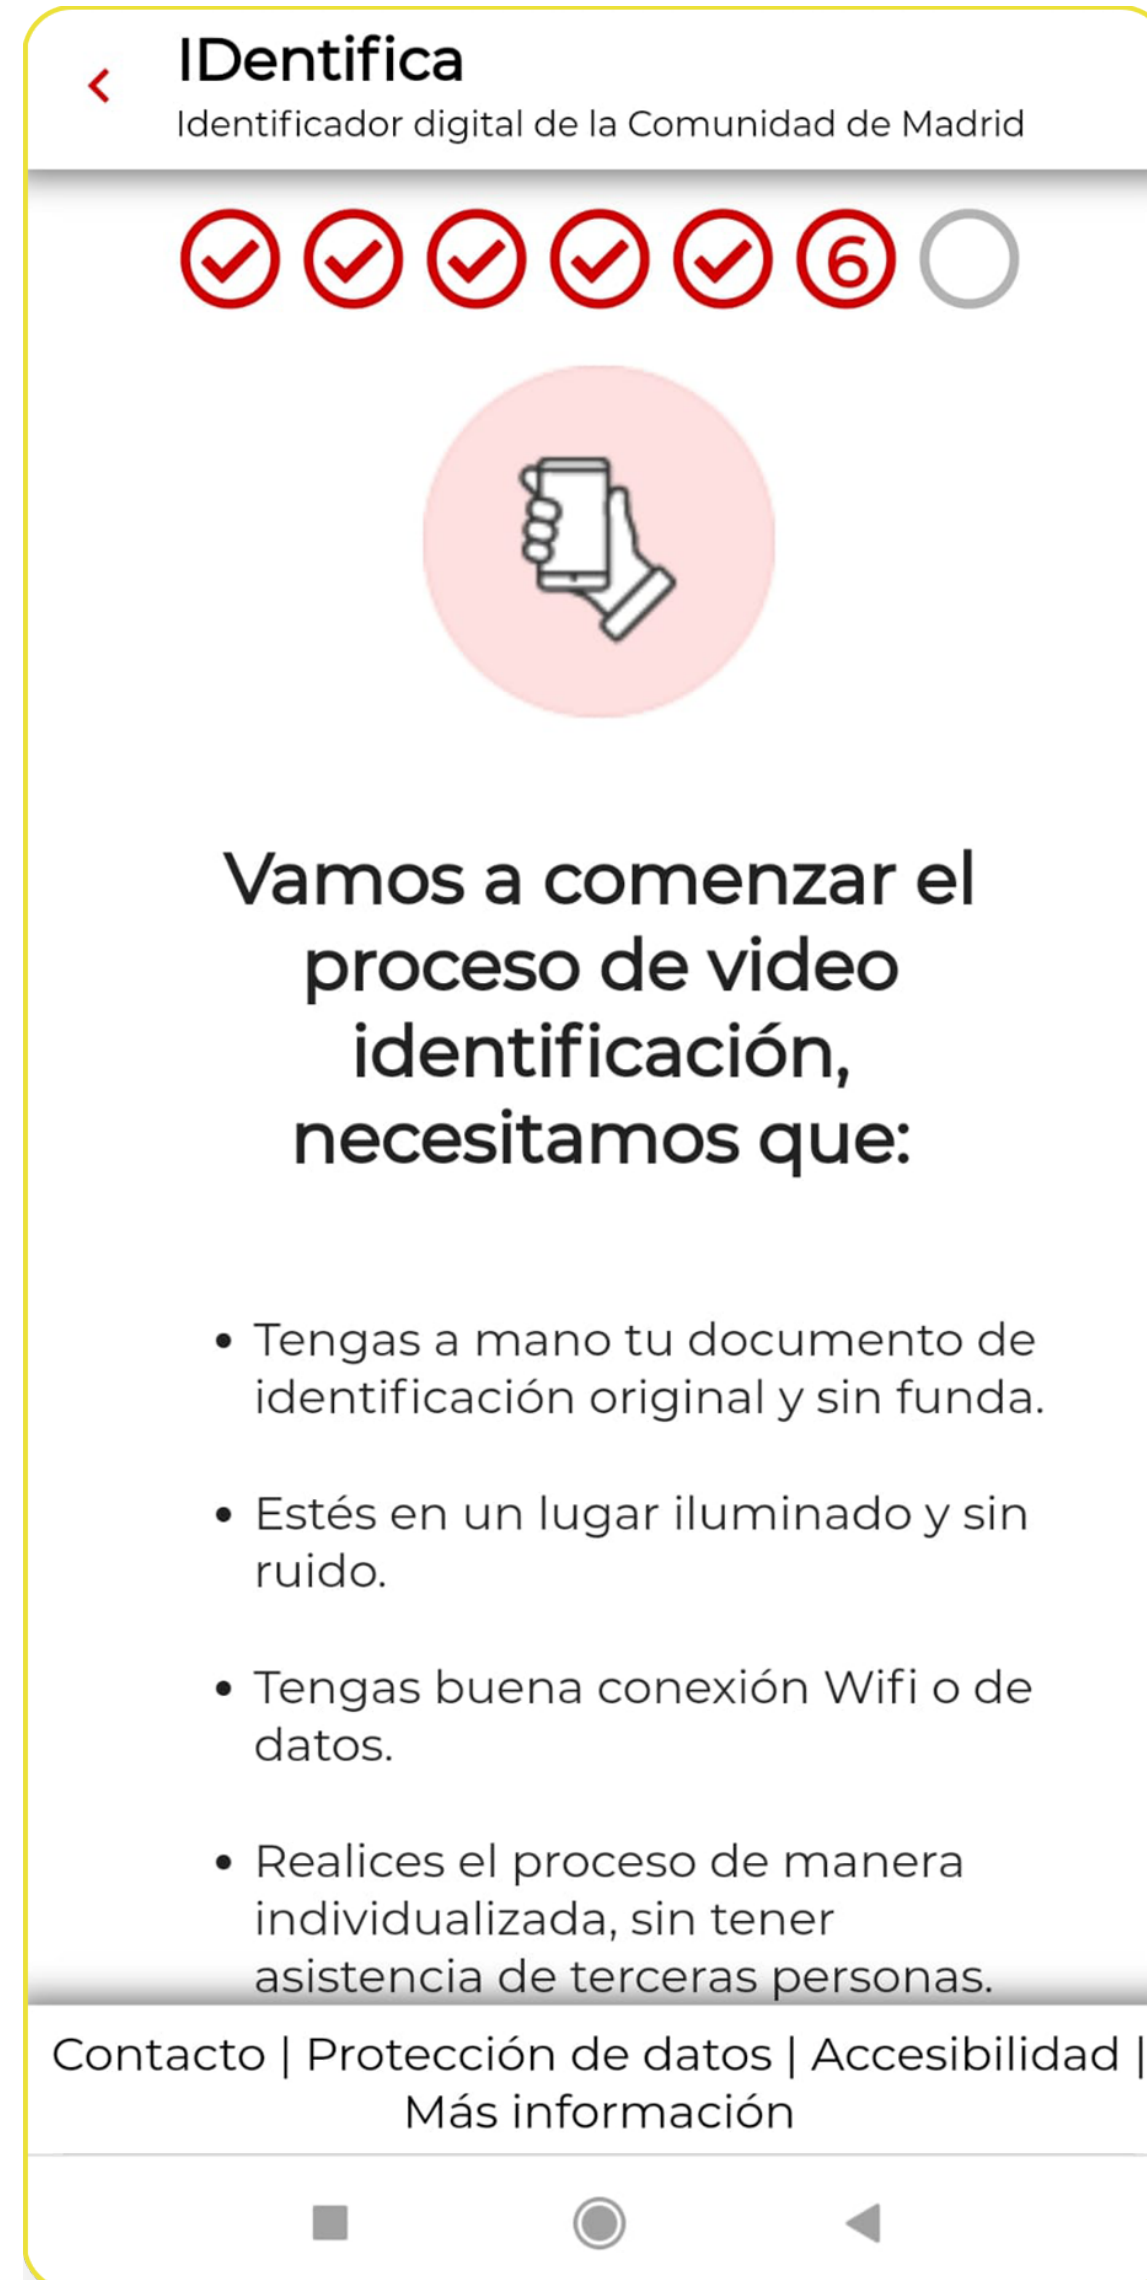 IDentifica
Identificador digital de la Comunidad de Madrid
6
Vamos a comenzar el
proceso de video
identificación,
necesitamos que:
• Tengas a mano tu documento de
identificación original y sin funda.
• Estés en un lugar iluminado y sin
ruido.
• Tengas buena conexión Wifi o de
datos.
• Realices el proceso de manera
individualizada, sin tener
asistencia de terceras personas.
Contacto | Protección de datos | Accesibilidad |
Más información